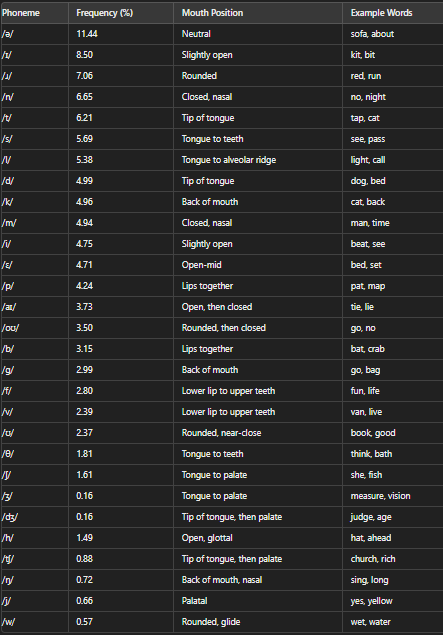 Phoneme Frequency (%) Mouth Position Example Words
/ə/ 11.44 Neutral sofa, about
/ɪ/ 8.50 Slightly open kit, bit
/ɹ/ 7.06 Rounded red, run
/n/ 6.65 Closed, nasal no, night
/t/ 6.21 Tip of tongue tap, cat
/s/ 5.69 Tongue to teeth see, pass
/l/ 5.38 Tongue to alveolar ridge light, call
/d/ 4.99 Tip of tongue dog, bed
/k/ 4.96 Back of mouth cat, back
/m/ 4.94 Closed, nasal man, time
/i/ 4.75 Slightly open beat, see
/ɛ/ 4.71 Open-mid bed, set
/p/ 4.24 Lips together pat, map
/aɪ/ 3.73 Open, then closed tie, lie
/oʊ/ 3.50 Rounded, then closed go, no
/b/ 3.15 Lips together bat, crab
/g/ 2.99 Back of mouth go, bag
/f/ 2.80 Lower lip to upper teeth fun, life
/v/ 2.39 Lower lip to upper teeth van, live
/ʊ/ 2.37 Rounded, near-close book, good
/θ/ 1.81 Tongue to teeth think, bath
/ʃ/ 1.61 Tongue to palate she, fish
/ʒ/ 0.16 Tongue to palate measure, vision
/dʒ/ 0.16 Tip of tongue, then palate judge, age
/h/ 1.49 Open, glottal hat, ahead
/tʃ/ 0.88 Tip of tongue, then palate church, rich
/ŋ/ 0.72 Back of mouth, nasal sing, long
/j/ 0.66 Palatal yes, yellow
/w/ 0.57 Rounded, glide wet, water